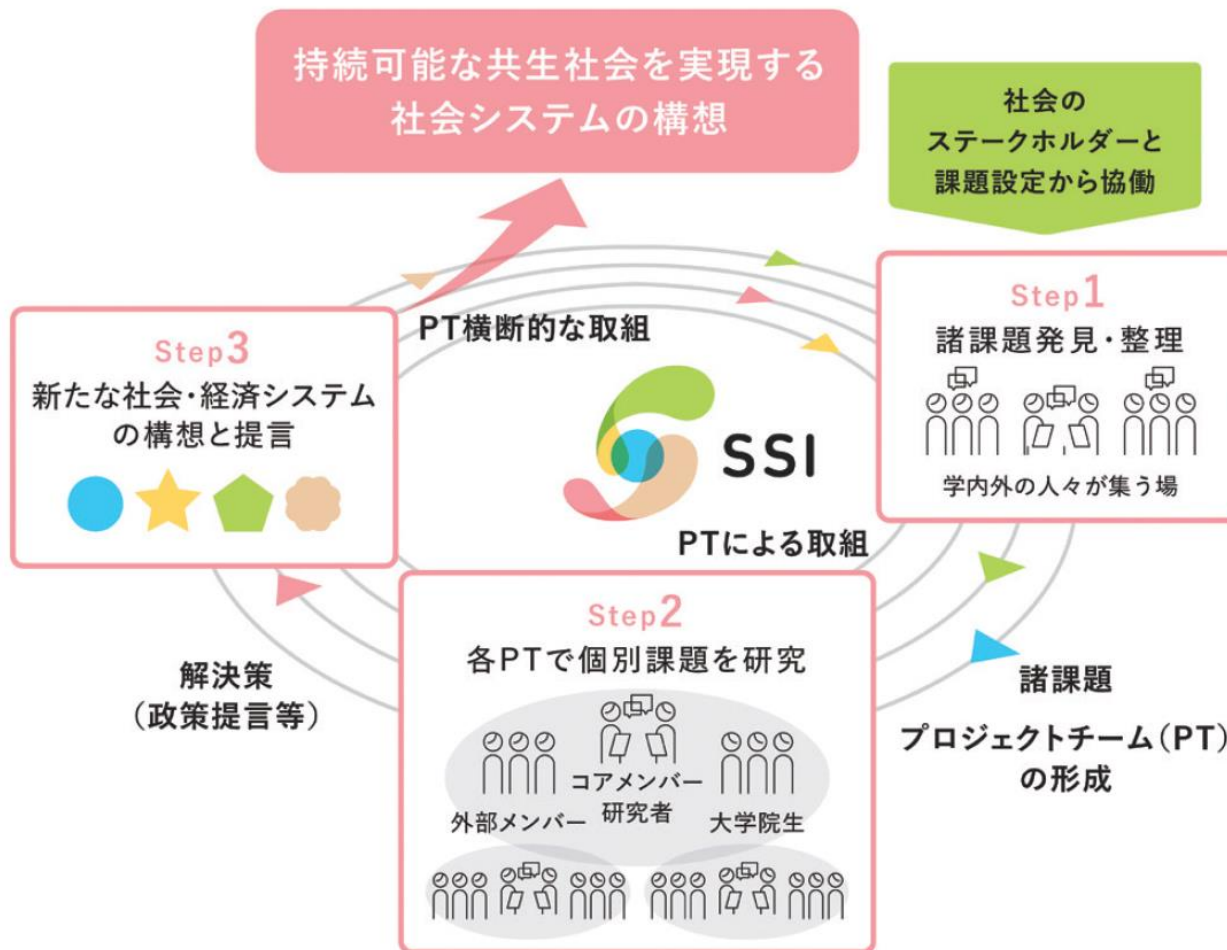 持続可能な共生社会を実現する
社会システムの構想
社会の
ステークホルダーと
課題設定から協働
Step1
諸課題発見・整理
学内外の人々が集う場
PT横断的な取組
Step3
新たな社会・経済システム
の構想と提言
SSI
PTによる取組
Step2
各PTで個別課題を研究
コアメンバー
研究者
外部メンバー
大学院生
解決策
（政策提言等）
諸課題
プロジェクトチーム（PT）
の形成